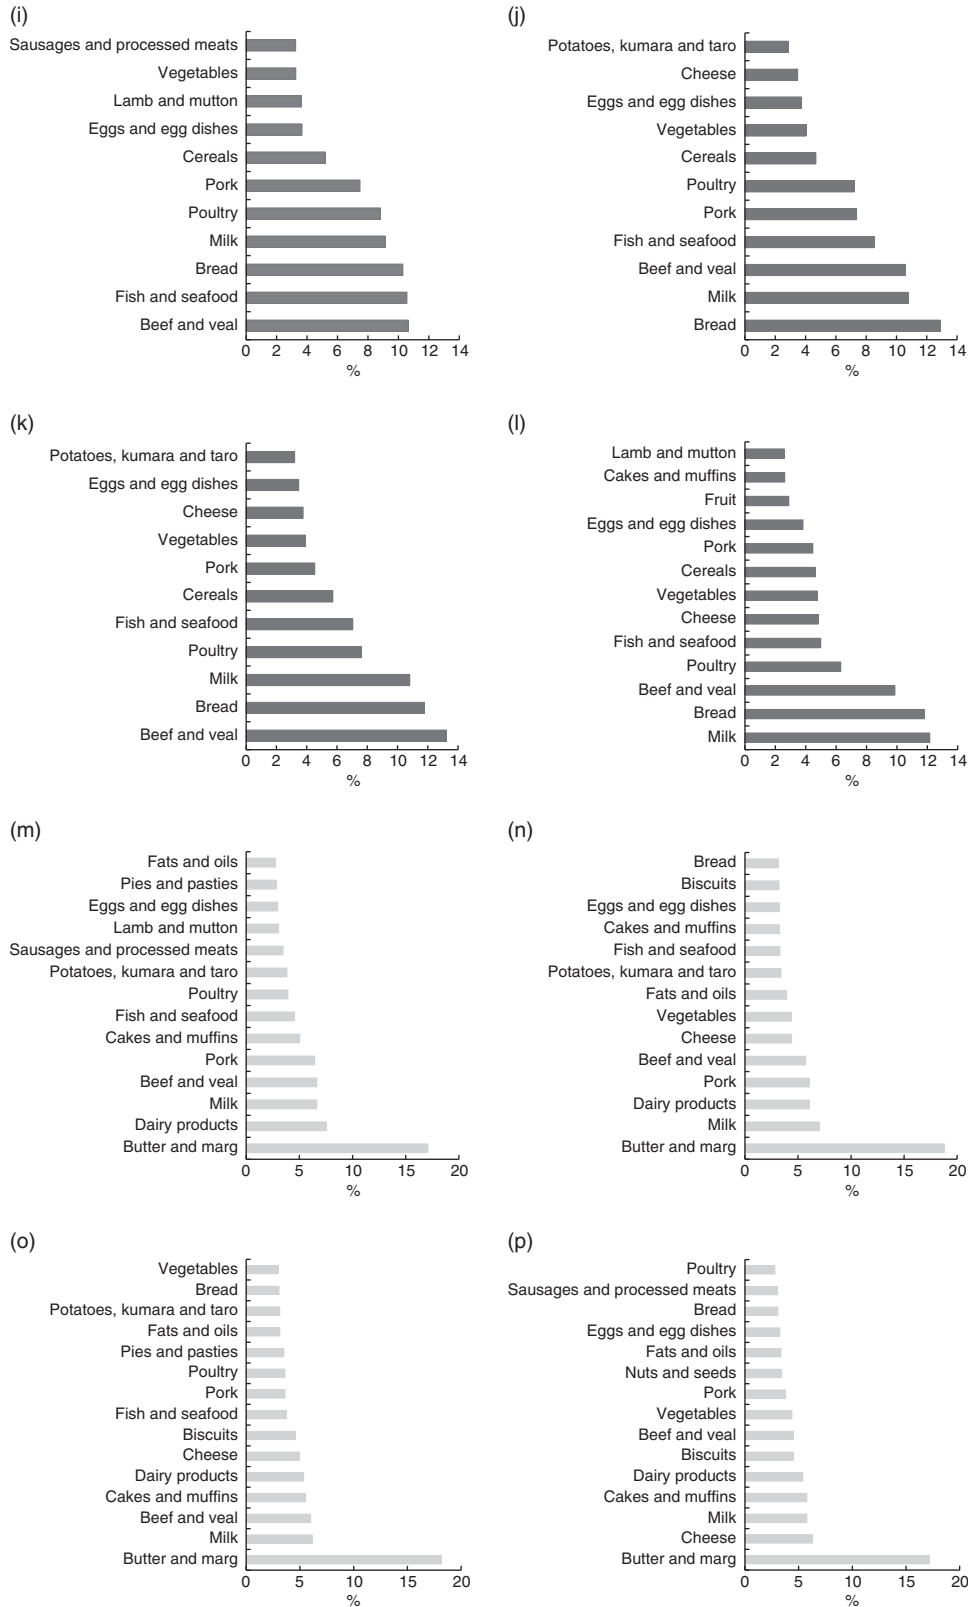 (i)
Sausages and processed meats
Vegetables
Lamb and mutton
Eggs and egg dishes
Cereals
Pork
Poultry
Milk
Bread
Fish and seafood
Beef and veal
0 2 4 6 8 10 12 14
%
(j)
Potatoes, kumara and taro
Cheese
Eggs and egg dishes
Vegetables
Cereals
Poultry
Pork
Fish and seafood
Beef and veal
Milk
Bread
0 2 4 6 8 10 12 14
%
(k)
Potatoes, kumara and taro
Eggs and egg dishes
Cheese
Vegetables
Pork
Cereals
Fish and seafood
Poultry
Milk
Bread
Beef and veal
0 2 4 6 8 10 12 14
%
(l)
Lamb and mutton
Cakes and muffins
Fruit
Eggs and egg dishes
Pork
Cereals
Vegetables
Cheese
Fish and seafood
Poultry
Beef and veal
Bread
Milk
0 2 4 6 8 10 12 14
%
(m)
Fats and oils
Pies and pasties
Eggs and egg dishes
Lamb and mutton
Sausages and processed meats
Potatoes, kumara and taro
Poultry
Fish and seafood
Cakes and muffins
Pork
Beef and veal
Milk
Dairy products
Butter and marg
0 5 10 15 20
%
(n)
Bread
Biscuits
Eggs and egg dishes
Cakes and muffins
Fish and seafood
Potatoes, kumara and taro
Fats and oils
Vegetables
Cheese
Beef and veal
Pork
Dairy products
Milk
Butter and marg
0 5 10 15 20
%
(o)
Vegetables
Bread
Potatoes, kumara and taro
Fats and oils
Pies and pasties
Poultry
Pork
Fish and seafood
Biscuits
Cheese
Dairy products
Cakes and muffins
Beef and veal
Milk
Butter and marg
0 5 10 15 20
%
(p)
Poultry
Sausages and processed meats
Bread
Eggs and egg dishes
Fats and oils
Nuts and seeds
Pork
Vegetables
Beef and veal
Biscuits
Dairy products
Cakes and muffins
Milk
Cheese
Butter and marg
0 5 10 15 20
%